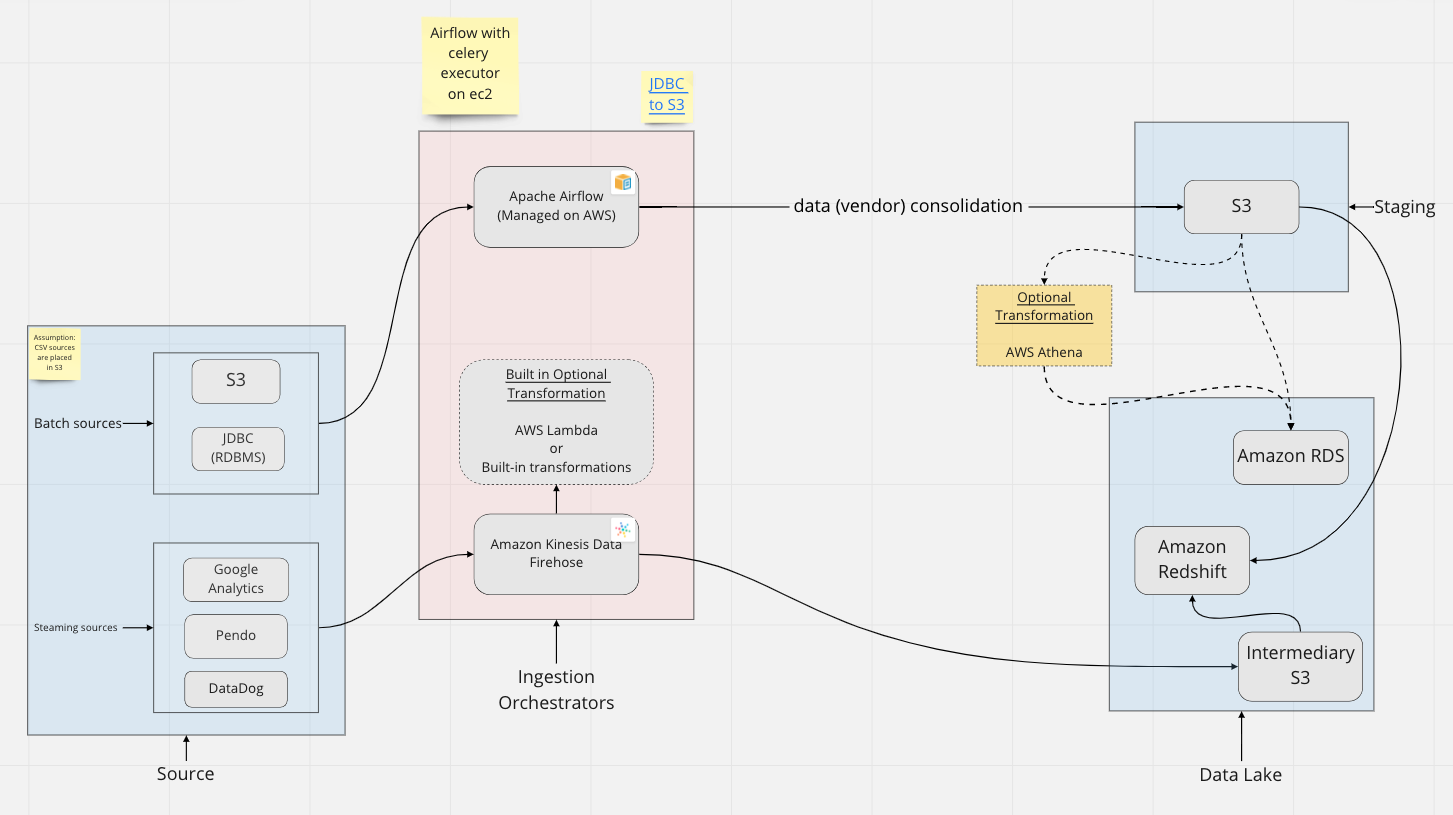 Airflow with
celery
executor
on ec2
JDBC
to S3
Apache Airflow
(Managed on AWS)
data (vendor) consolidation
S3
Staging
Optional
Transformation
AWS Athena
Assumption:
CSV sources
are placed
in S3
S3
Batch sources
JDBC
(RDBMS)
Built in Optional
Transformation
AWS Lambda
or
Built-in transformations
Amazon RDS
Amazon Kinesis Data
Firehose
Amazon
Redshift
Google
Analytics
Steaming sources
Pendo
DataDog
Intermediary
S3
Ingestion
Orchestrators
Source
Data Lake